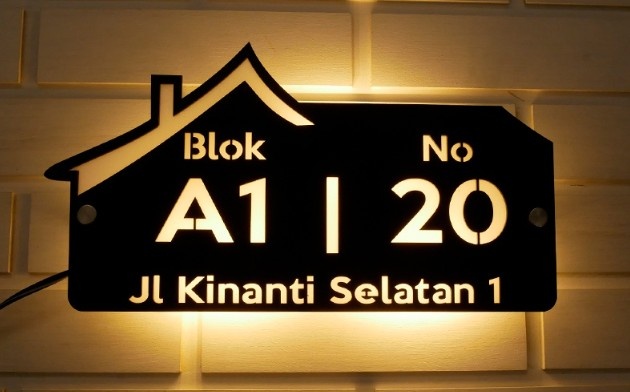 Blok No
A1 | 20
Jl Kinanti Selatan 1